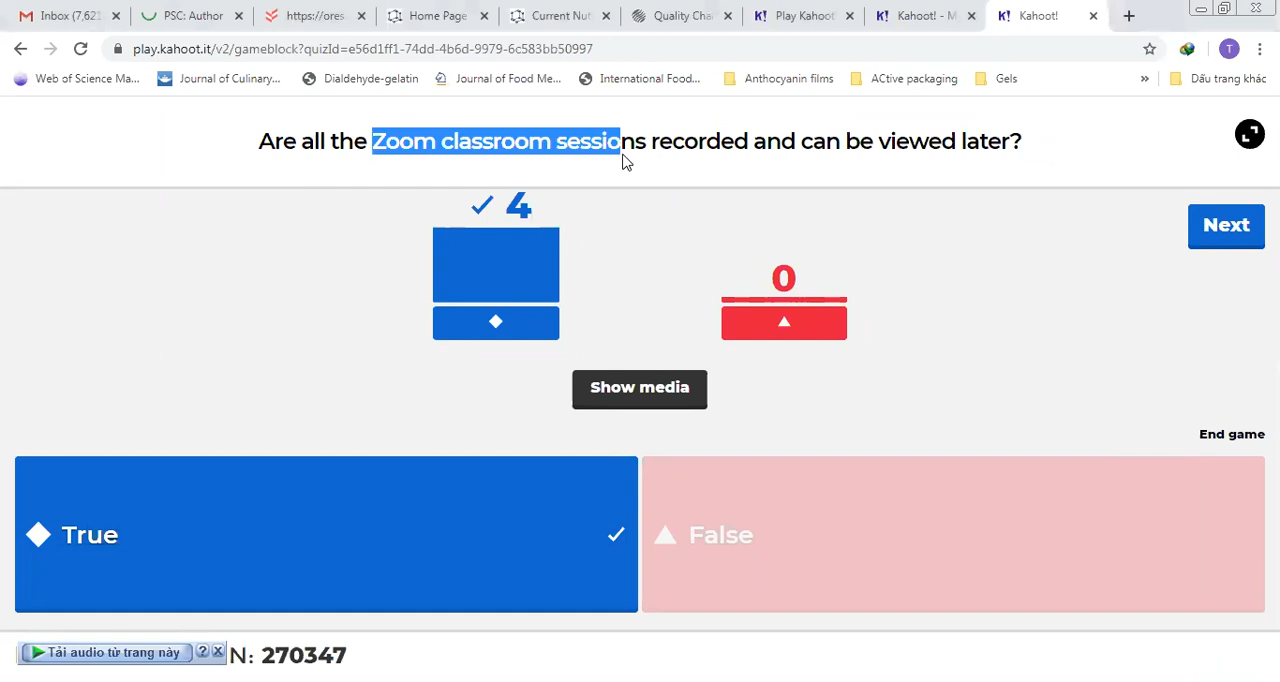 Inbox (7,621
PSC: Author
https://ores
Home Page
Current Nut
Quality Cha
K! Play Kahoot
K! Kahoot! - M
K! Kahoot!
play.kahoot.it/v2/gameblock?quizId=e56d1ff1-74dd-4b6d-9979-6c583bb50997
T
Web of Science Ma...
Journal of Culinary...
Dialdehyde-gelatin
Journal of Food Me...
International Food...
Anthocyanin films
ACtive packaging
Gels
»
Dấu trang khác
Are all the Zoom classroom sessions recorded and can be viewed later?
4
0
Next
Show media
End game
True
False
Tải audio từ trang này
?
N: 270347